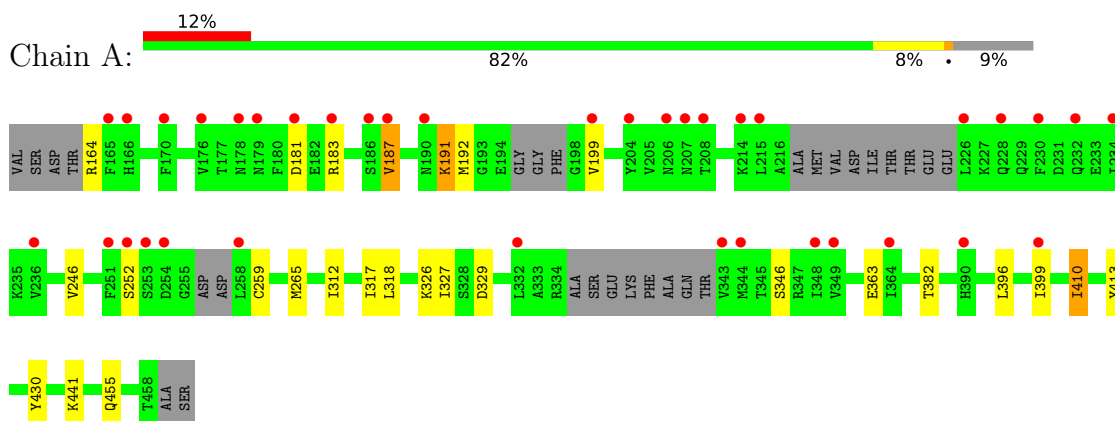 12%
Chain A:
82% 8% • 9%
VAL SER ASP THR R164 F165 H166 F170 V176 T177 N178 N179 F180 D181 E182 R183 S186 V187 N190 K191 M192 G193 E194 GLY GLY PHE G198 V199 Y204 V205 N206 N207 T208 K214 L215 A216 ALA MET VAL ASP ILE THR THR GLU GLU L226 K227 Q228 Q229 F230 D231 Q232 E233 I234
K235 V236 V246 F251 S252 S253 D254 G255 ASP ASP L258 C259 M265 I312 I317 L318 K326 I327 S328 D329 L332 A333 R334 ALA SER GLU LYS PHE ALA GLN THR V343 M344 T345 S346 R347 I348 V349 E363 I364 T382 H390 L396 I399 I410 Y413
Y430 K441 Q455 T458 ALA SER